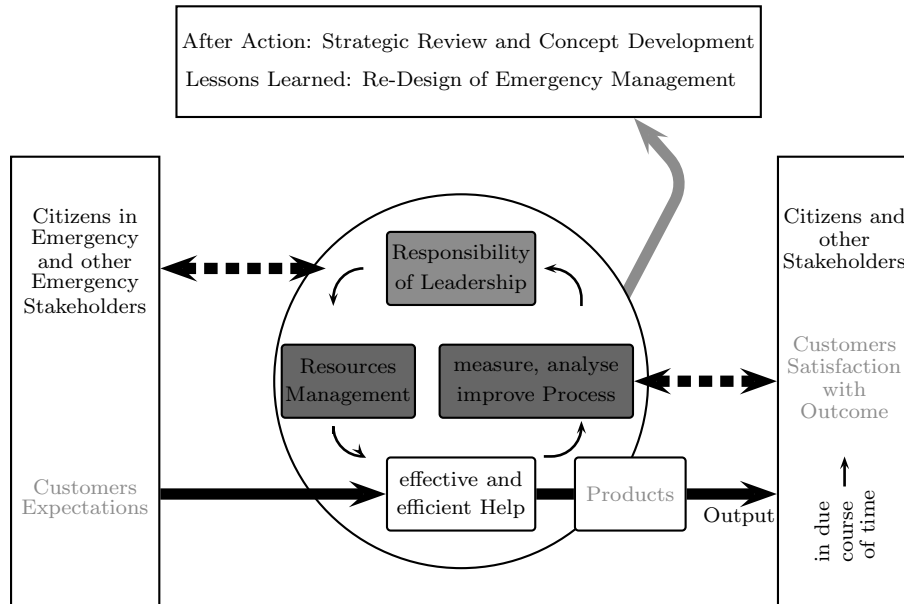 After Action: Strategic Review and Concept Development
Lessons Learned: Re-Design of Emergency Management
Citizens in
Emergency
and other
Emergency
Stakeholders
Customers
Expectations
Responsibility
of Leadership
Resources
Management
measure, analyse
improve Process
effective and
efficient Help
Products
Output
Citizens and
other
Stakeholders
Customers
Satisfaction
with
Outcome
in due
course
of time